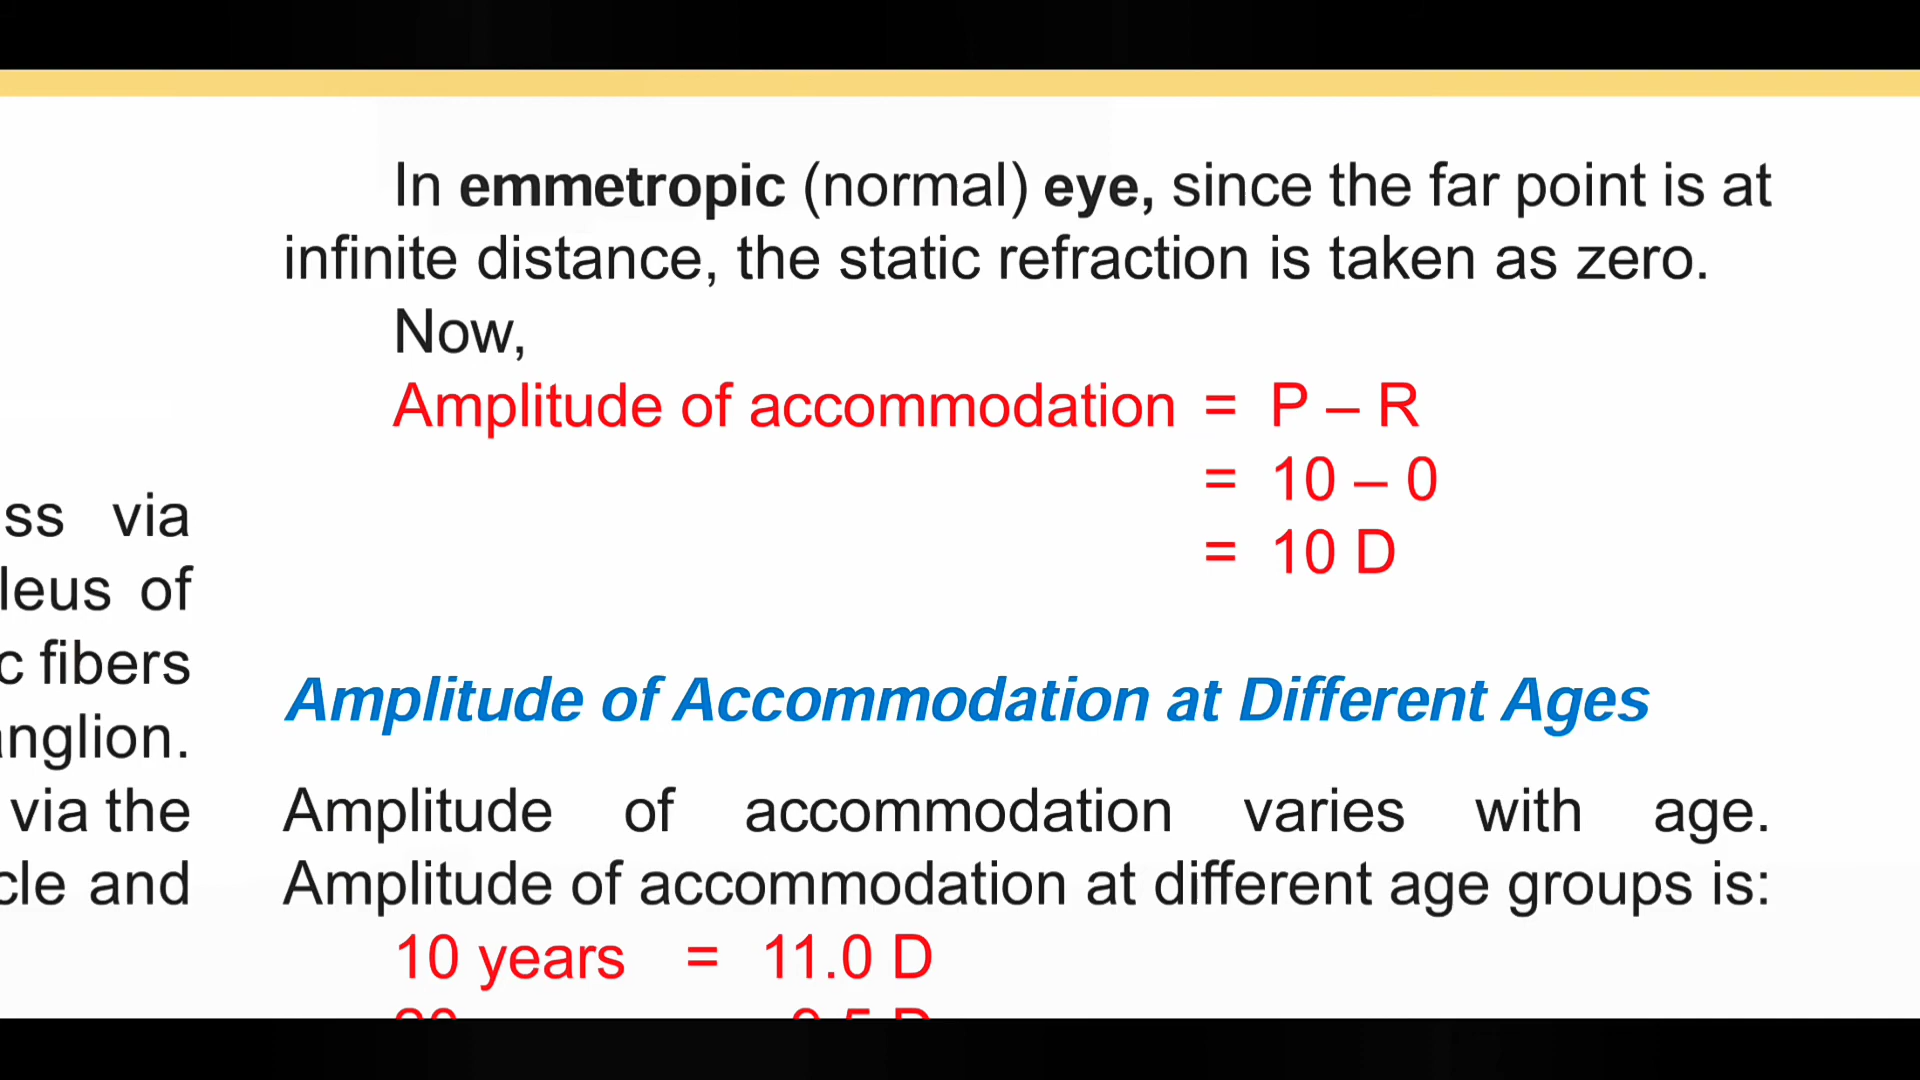 ss via
leus of
c fibers
anglion.
via the
cle and
In emmetropic (normal) eye, since the far point is at
infinite distance, the static refraction is taken as zero.
Now,
Amplitude of accommodation = P – R
= 10 – 0
= 10 D
Amplitude of Accommodation at Different Ages
Amplitude of accommodation varies with age.
Amplitude of accommodation at different age groups is:
10 years = 11.0 D